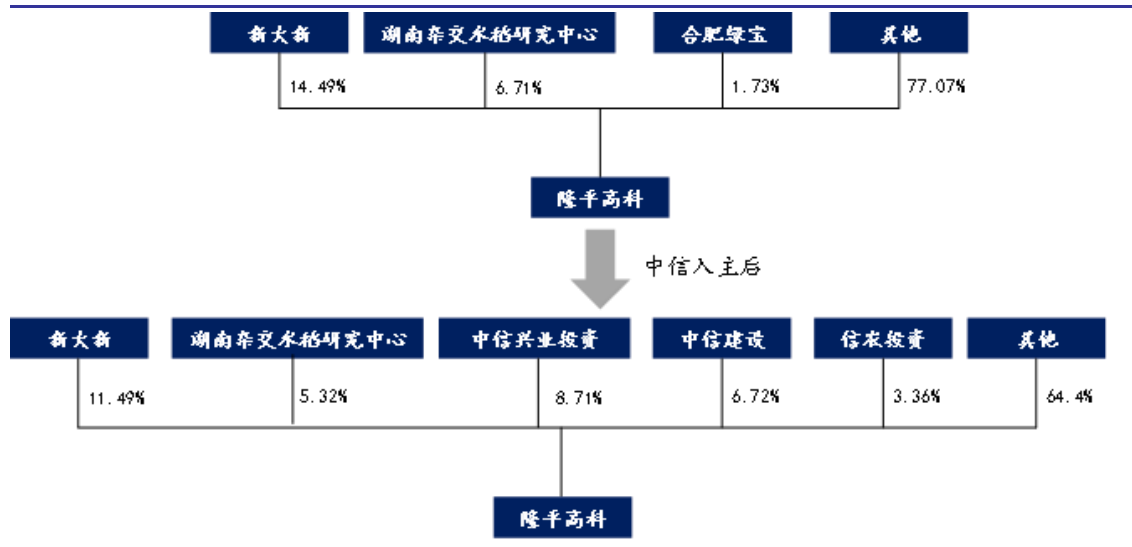 新大新 湖南杂交水稻研究中心 合肥绿宝 其他
14.49% 6.71% 1.73% 77.07%
隆平高科
中信入主后
新大新 湖南杂交水稻研究中心 中信兴业投资 中信建设 信农投资 其他
11.49% 5.32% 8.71% 6.72% 3.36% 64.4%
隆平高科